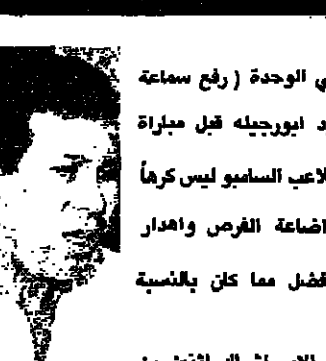 ي الوحدة ( رفع سماعة
د ابورجيله قبل مباراة
لاعب السامبو ليس كرهاً
اضاعة الفرص واهدار
فضل مما كان بالنسبة